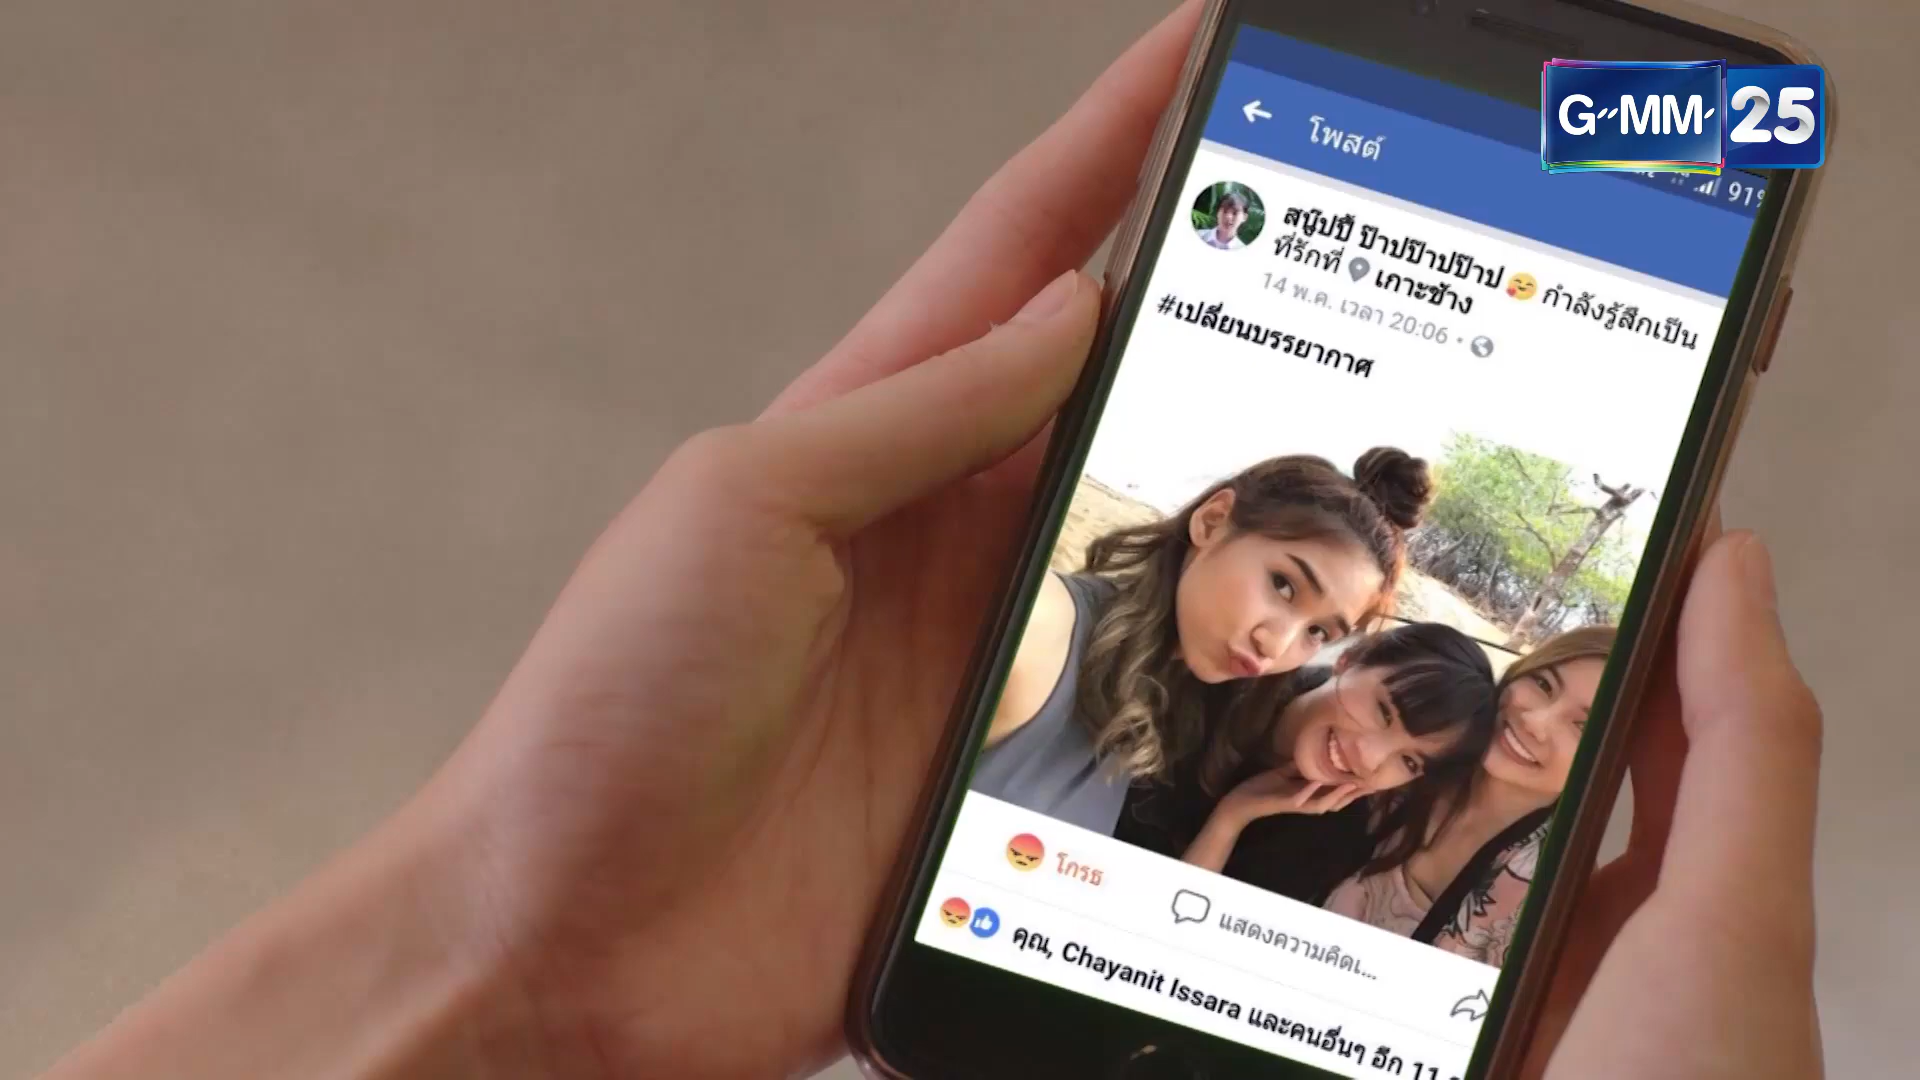 GMM 25
91%
โพสต์
สนู๊ปปี้ ป๊าปป๊าปป๊าป กำลังรู้สึกเป็น
ที่รักที่ เกาะช้าง
14 พ.ค. เวลา 20:06
#เปลี่ยนบรรยากาศ
โกรธ
แสดงความคิดเ...
คุณ, Chayanit Issara และคนอื่นๆ อีก 11